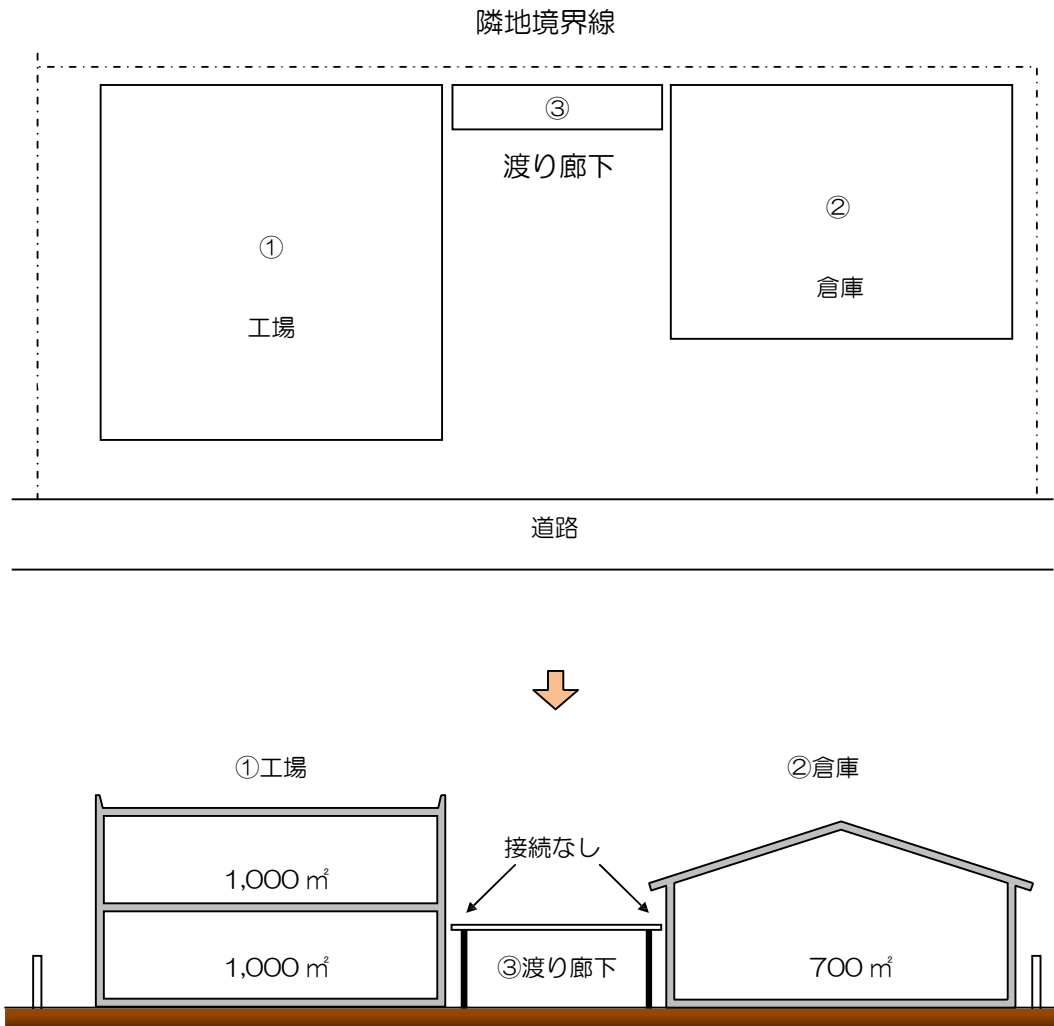 隣地境界線
③
渡り廊下
②
①
倉庫
工場
道路
①工場
②倉庫
接続なし
1,000 ㎡
1,000 ㎡
③渡り廊下
700 ㎡